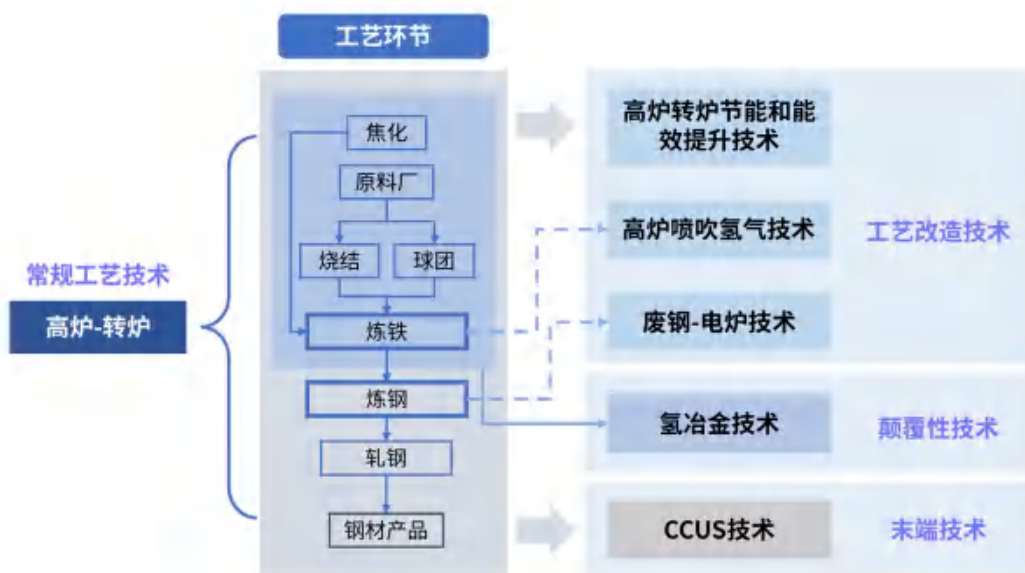 工艺环节
常规工艺技术
高炉-转炉
焦化
原料厂
烧结
球团
炼铁
炼钢
轧钢
钢材产品
高炉转炉节能和能
效提升技术
高炉喷吹氢气技术
废钢-电炉技术
工艺改造技术
氢冶金技术
颠覆性技术
CCUS技术
末端技术